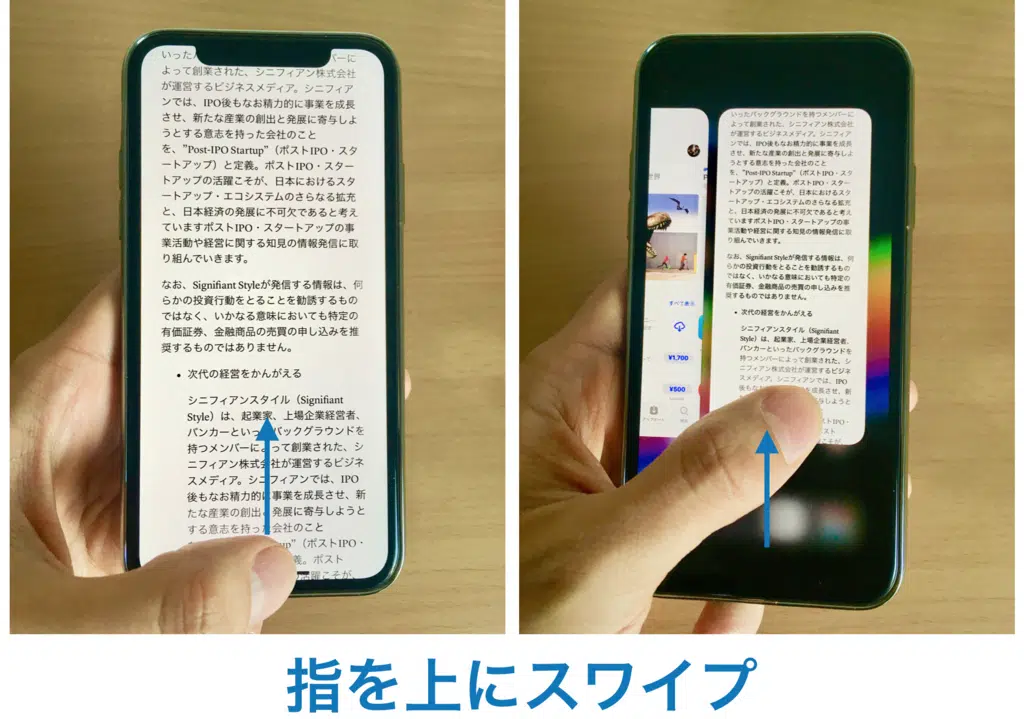 いった バーに
よって創業された、シニフィアン株式会社
が運営するビジネスメディア。シニフィア
ンでは、IPO後もなお精力的に事業を成長
させ、新たな産業の創出と発展に寄与しよ
うとする意志を持った会社のこと
を、”Post-IPO Startup”（ポストIPO・スタ
ートアップ）と定義。ポストIPO・スター
トアップの活躍こそが、日本におけるスタ
ートアップ・エコシステムのさらなる拡充
と、日本経済の発展に不可欠であると考え
ていますポストIPO・スタートアップの事
業活動や経営に関する知見の情報発信に取
り組んでいきます。
なお、Signifiant Styleが発信する情報は、何
らかの投資行動をとることを勧誘するもの
ではなく、いかなる意味においても特定の
有価証券、金融商品の売買の申し込みを推
奨するものではありません。
• 次代の経営をかんがえる
シニフィアンスタイル（Signifiant
Style）は、起業家、上場企業経営者、
バンカーといったバックグラウンドを
持つメンバーによって創業された、シ
ニフィアン株式会社が運営するビジネ
スメディア。シニフィアンでは、IPO
後もなお精力的に事業を成長させ、新
たな産業の創出と発展に寄与しようと
する意志を持った会社のこと
up”（ポストIPO・
義。ポスト
活躍こそが、
世界
すべて表示
¥1,700
¥500
いったバックグラウンドを持つメンバーに
よって創業された、シニフィアン株式会社
が運営するビジネスメディア。シニフィア
ンでは、IPO後もなお精力的に事業を成長
させ、新たな産業の創出と発展に寄与しよ
うとする意志を持った会社のこと
を、”Post-IPO Startup”（ポストIPO・スタ
ートアップ）と定義。ポストIPO・スター
トアップの活躍こそが、日本におけるスタ
ートアップ・エコシステムのさらなる拡充
と、日本経済の発展に不可欠であると考え
ていますポストIPO・スタートアップの事
業活動や経営に関する知見の情報発信に取
り組んでいきます。
なお、Signifiant Styleが発信する情報は、何
らかの投資行動をとることを勧誘するもの
ではなく、いかなる意味においても特定の
有価証券、金融商品の売買の申し込みを推
奨するものではありません。
• 次代の経営をかんがえる
シニフィアンスタイル（Signifiant
Style）は、起業家、上場企業経営者、
バンカーといったバックグラウンドを
持つメンバーによって創業された、シ
ニフィアン株式会社が運営するビジネ
スメディア。シニフィアンでは、IPO
後もなお精力的に事業を成長させ、新
指を上にスワイプ